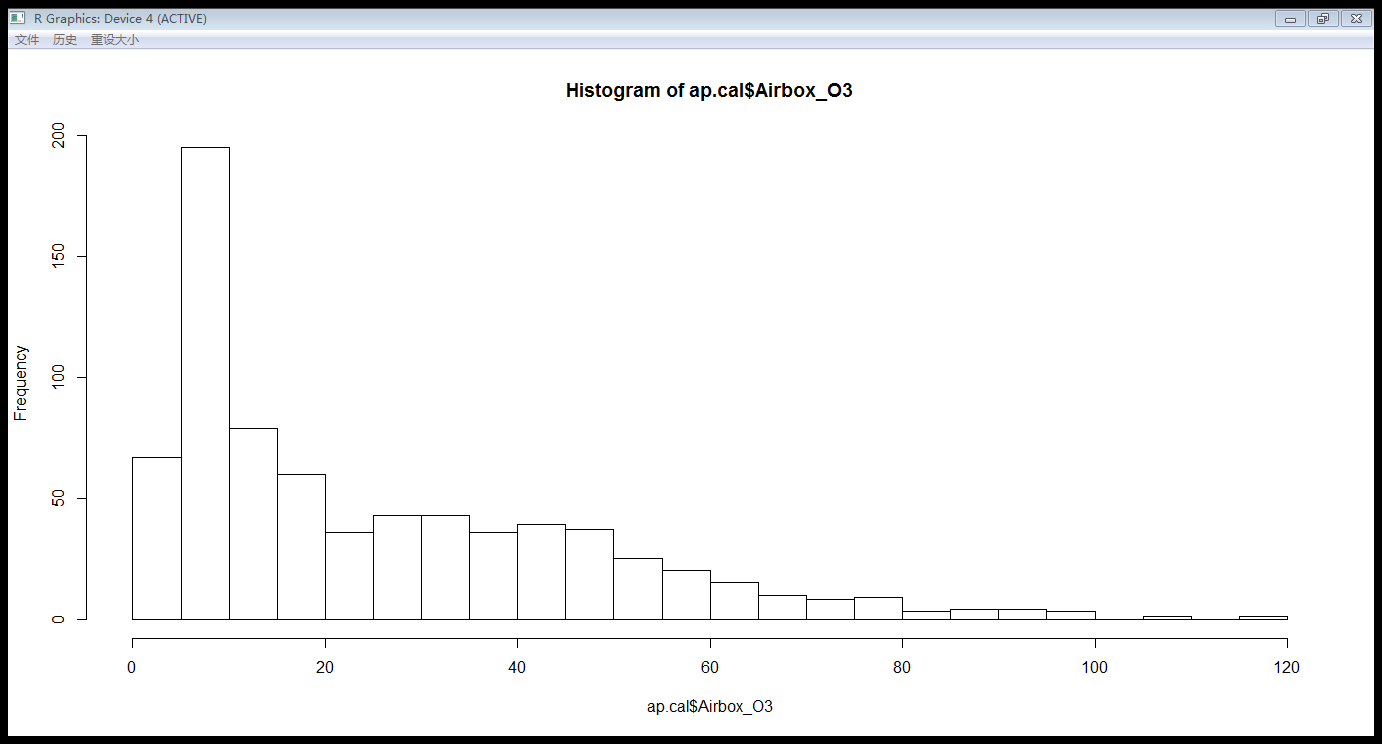 R Graphics: Device 4 (ACTIVE)
文件 历史 重设大小
Histogram of ap.cal$Airbox_O3
200
150
100
50
0
Frequency
0 20 40 60 80 100 120
ap.cal$Airbox_O3